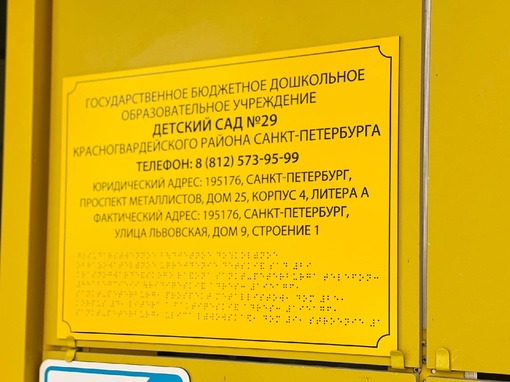 ГОСУДАРСТВЕННОЕ БЮДЖЕТНОЕ ДОШКОЛЬНОЕ
ОБРАЗОВАТЕЛЬНОЕ УЧРЕЖДЕНИЕ
ДЕТСКИЙ САД №29
КРАСНОГВАРДЕЙСКОГО РАЙОНА САНКТ-ПЕТЕРБУРГА
ТЕЛЕФОН: 8 (812) 573-95-99
ЮРИДИЧЕСКИЙ АДРЕС: 195176, САНКТ-ПЕТЕРБУРГ,
ПРОСПЕКТ МЕТАЛЛИСТОВ, ДОМ 25, КОРПУС 4, ЛИТЕРА А
ФАКТИЧЕСКИЙ АДРЕС: 195176, САНКТ-ПЕТЕРБУРГ,
УЛИЦА ЛЬВОВСКАЯ, ДОМ 9, СТРОЕНИЕ 1